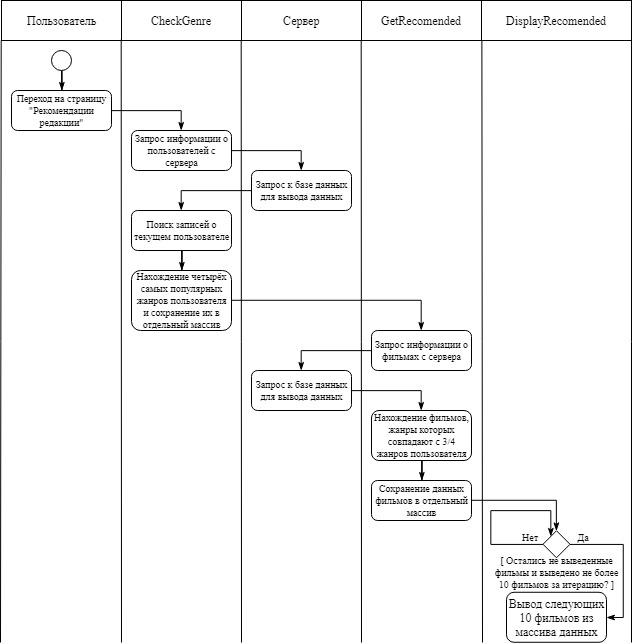 Пользователь
CheckGenre
Сервер
GetRecomended
DisplayRecomended
Переход на страницу
"Рекомендации
редакции"
Запрос информации о
пользователей с
сервера
Запрос к базе данных
для вывода данных
Поиск записей о
текущем пользователе
Нахождение четырёх
самых популярных
жанров пользователя
и сохранение их в
отдельный массив
Запрос информации о
фильмах с сервера
Запрос к базе данных
для вывода данных
Нахождение фильмов,
жанры которых
совпадают с 3/4
жанров пользователя
Сохранение данных
фильмов в отдельный
массив
Нет
Да
[ Остались не выведенные
фильмы и выведено не более
10 фильмов за итерацию? ]
Вывод следующих
10 фильмов из
массива данных